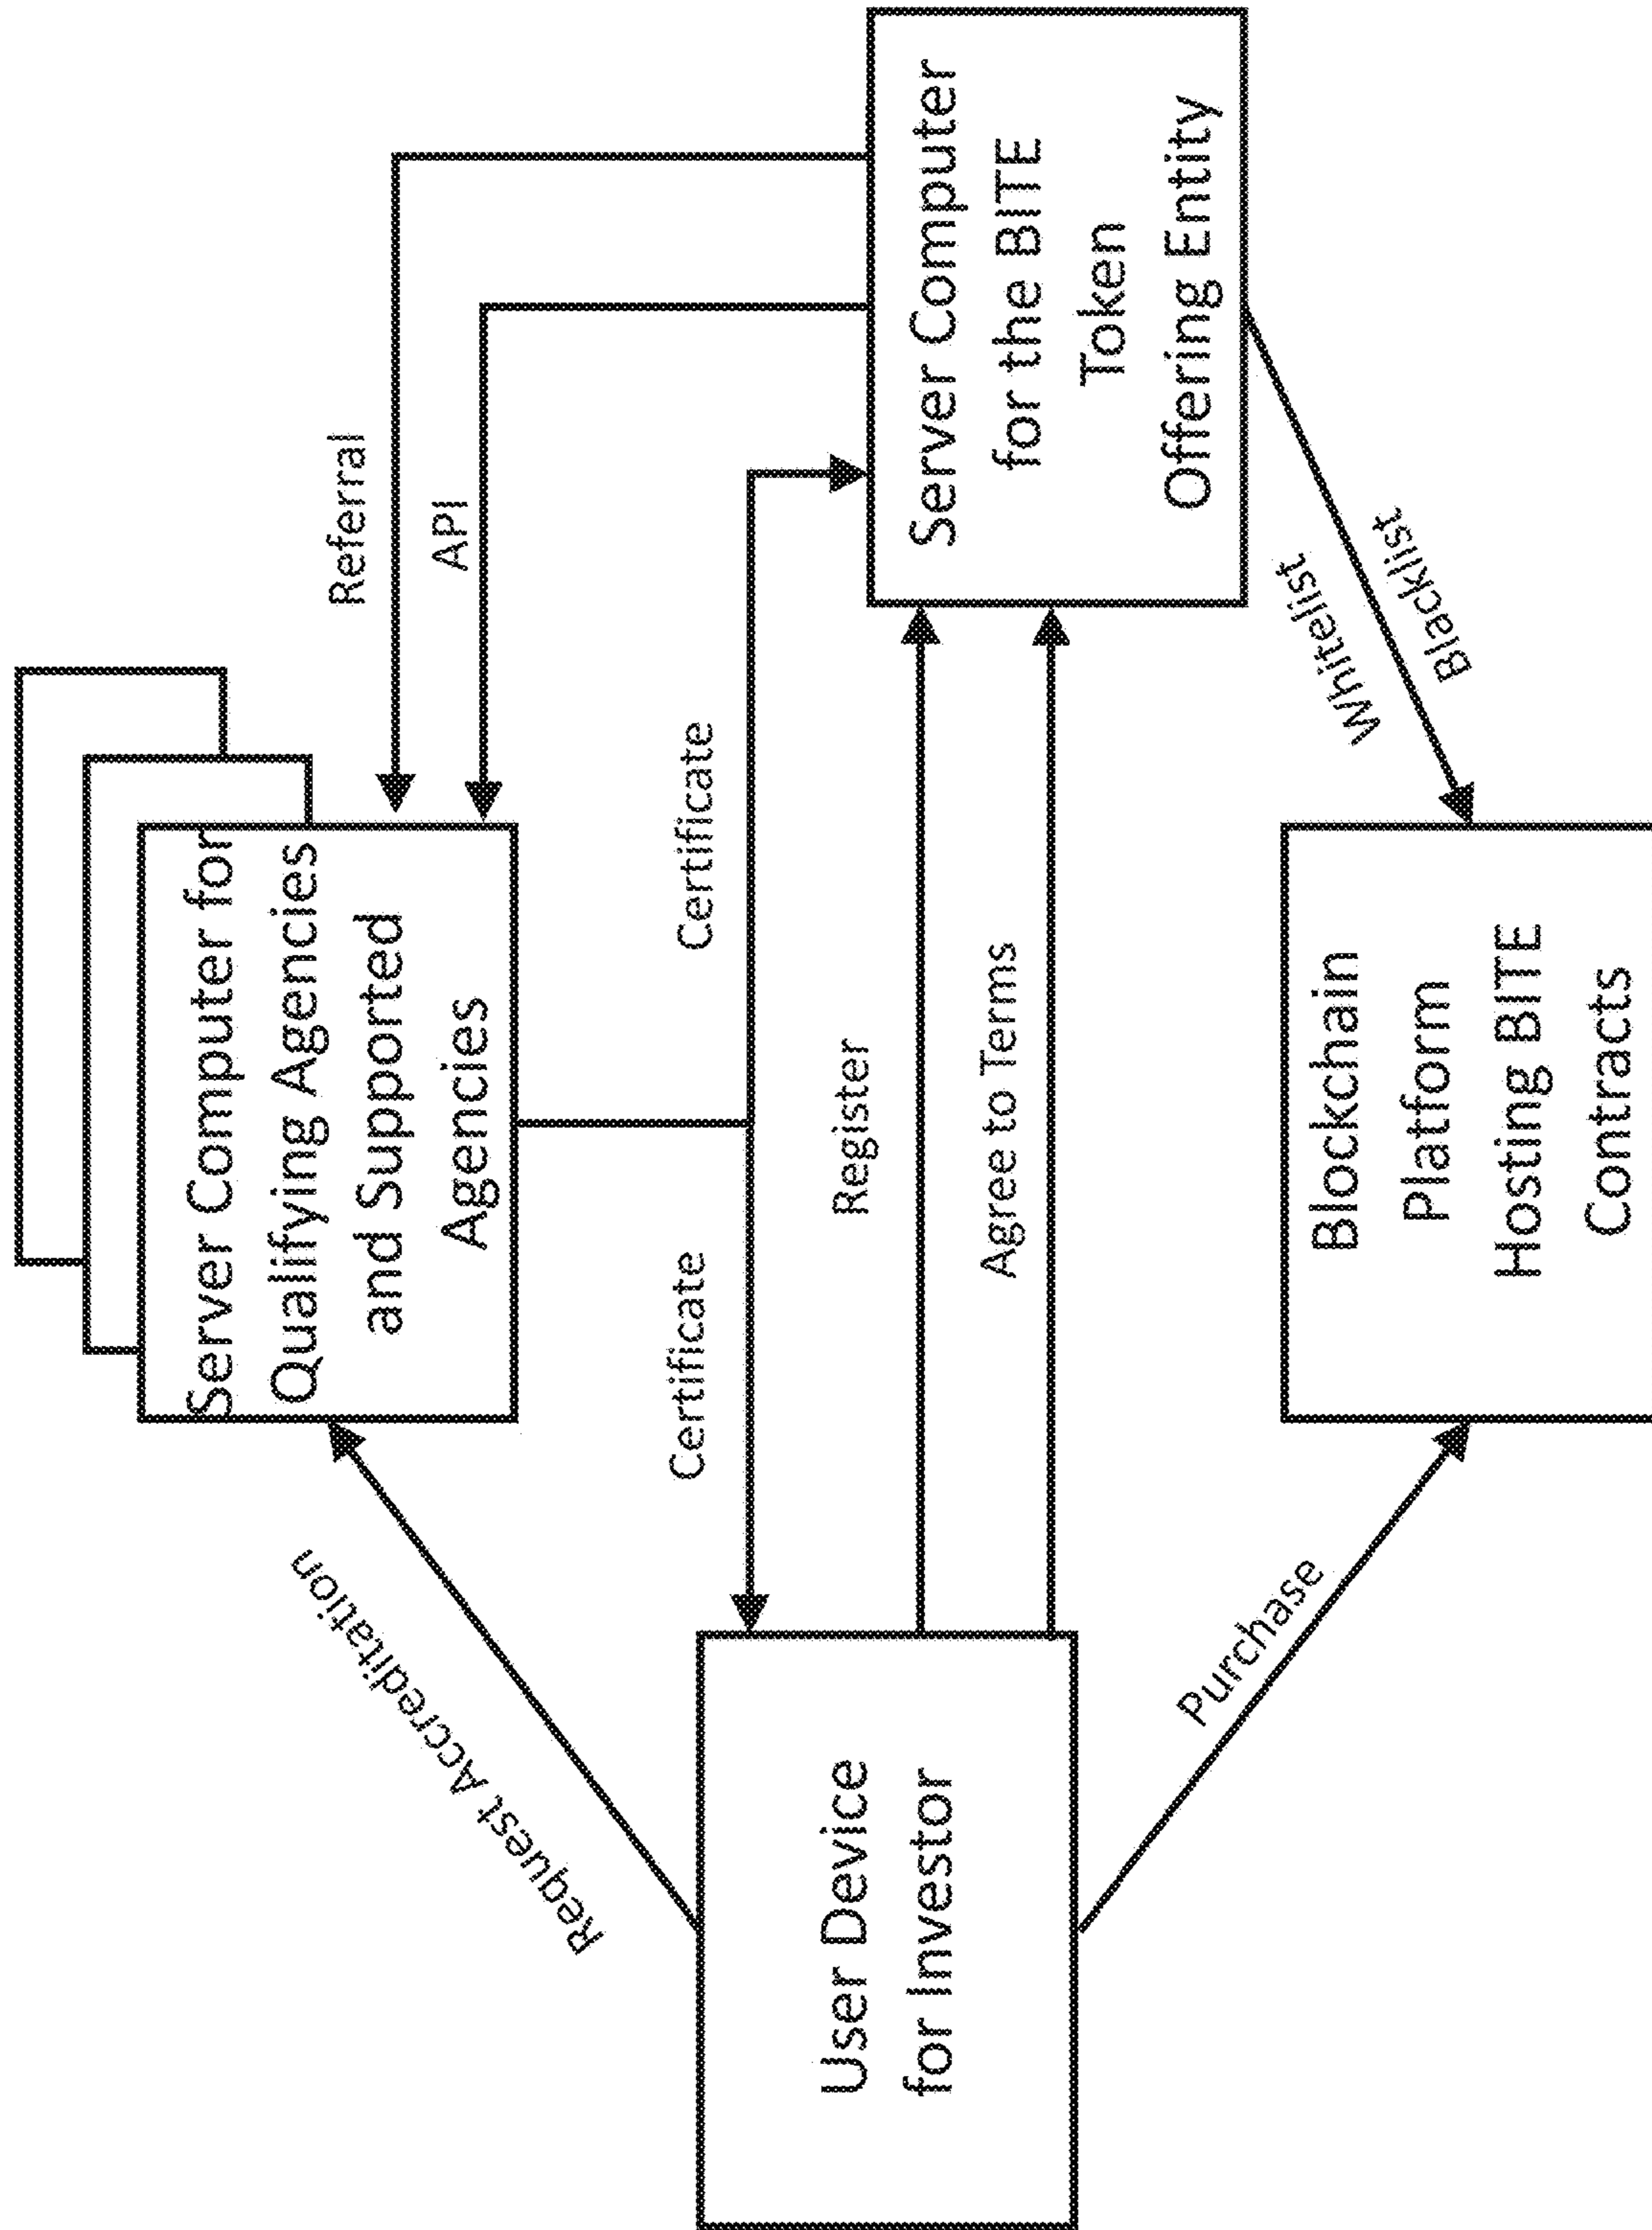 Server Computer for
Qualifying Agencies
and Supported
Agencies
Referral
API
Request Accreditation
Certificate
Certificate
User Device
for Investor
Register
Agree to Terms
Server Computer
for the BITE
Token
Offering Entity
Purchase
Blockchain
Platform
Hosting BITE
Contracts
Whitelist
Blacklist